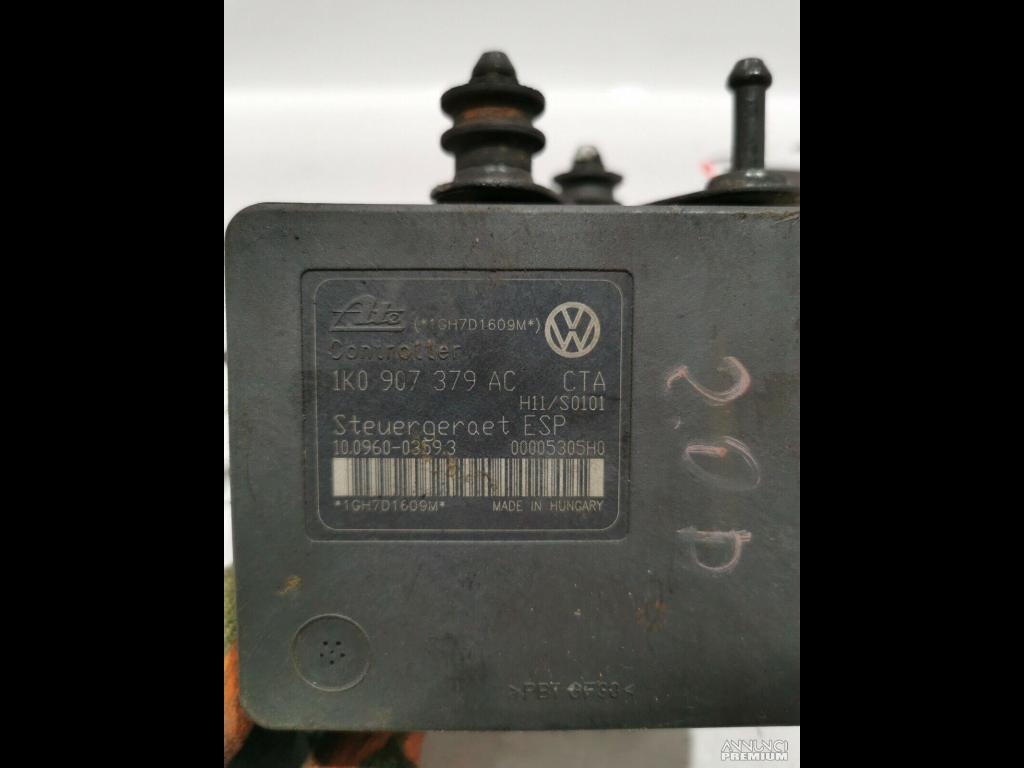 Ate (*1GH7D1609M*)
Controller
1K0 907 379 AC CTA
H11/S0101
Steuergeraet ESP
10.0960-0359.3 00005305H0
*1GH7D1609M* MADE IN HUNGARY
2.0 D
ANNUNCI
PREMIUM